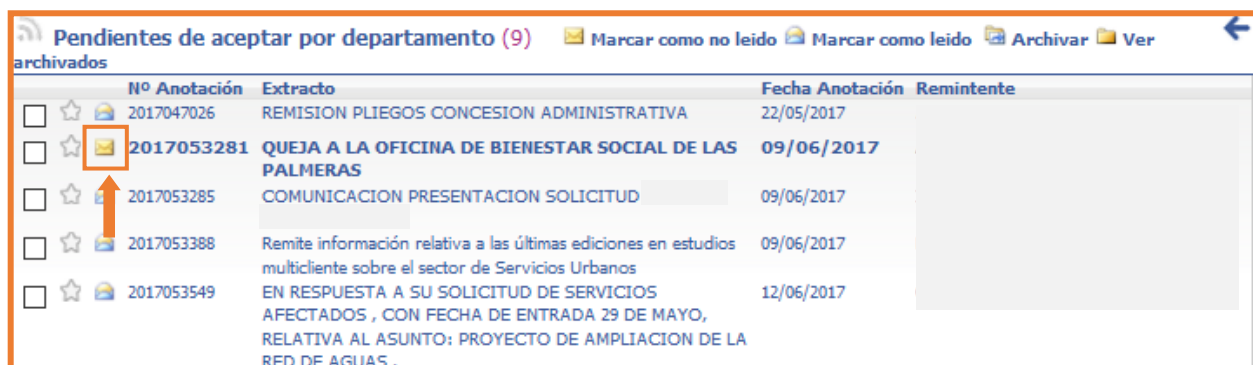 Pendientes de aceptar por departamento (9) Marcar como no leido Marcar como leido Archivar Ver
archivados
Nº Anotación Extracto Fecha Anotación Remintente
2017047026 REMISION PLIEGOS CONCESION ADMINISTRATIVA 22/05/2017
2017053281 QUEJA A LA OFICINA DE BIENESTAR SOCIAL DE LAS 09/06/2017
PALMERAS
2017053285 COMUNICACION PRESENTACION SOLICITUD 09/06/2017
2017053388 Remite información relativa a las últimas ediciones en estudios 09/06/2017
multicliente sobre el sector de Servicios Urbanos
2017053549 EN RESPUESTA A SU SOLICITUD DE SERVICIOS 12/06/2017
AFECTADOS , CON FECHA DE ENTRADA 29 DE MAYO,
RELATIVA AL ASUNTO: PROYECTO DE AMPLIACION DE LA
RED DE AGUAS .